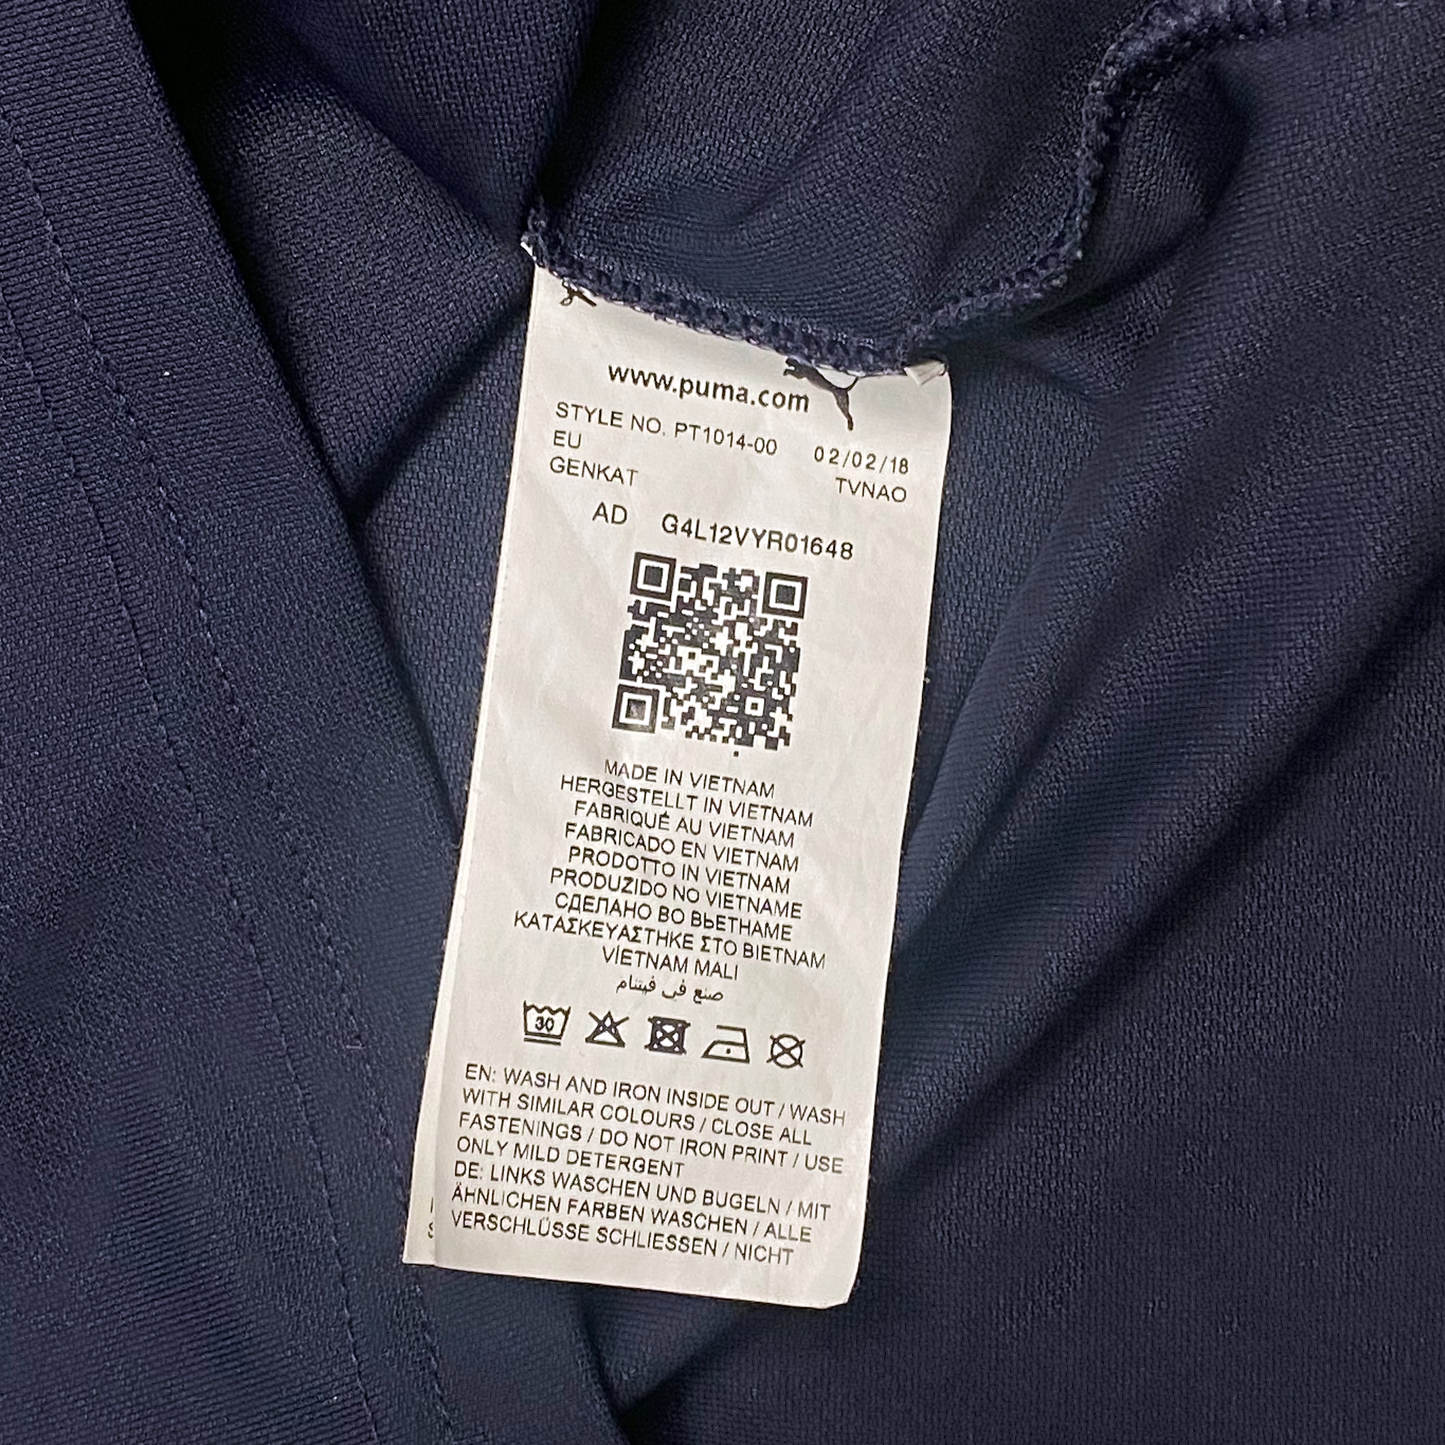 www.puma.com
STYLE NO. PT1014-00 02/02/18
EU TVNAO
GENKAT
AD G4L12VYR01648
MADE IN VIETNAM
HERGESTELLT IN VIETNAM
FABRIQUÉ AU VIETNAM
FABRICADO EN VIETNAM
PRODOTTO IN VIETNAM
PRODUZIDO NO VIETNAME
СДЕЛАНО ВО ВЬЕТНАМЕ
ΚΑΤΑΣΚΕΥΑΣΤΗΚΕ ΣΤΟ ΒΙΕΤΝΑΜ
VİETNAM MALI
صنع في فيتنام
30
EN: WASH AND IRON INSIDE OUT / WASH
WITH SIMILAR COLOURS / CLOSE ALL
FASTENINGS / DO NOT IRON PRINT / USE
ONLY MILD DETERGENT
DE: LINKS WASCHEN UND BUGELN / MIT
ÄHNLICHEN FARBEN WASCHEN / ALLE
VERSCHLÜSSE SCHLIESSEN / NICHT